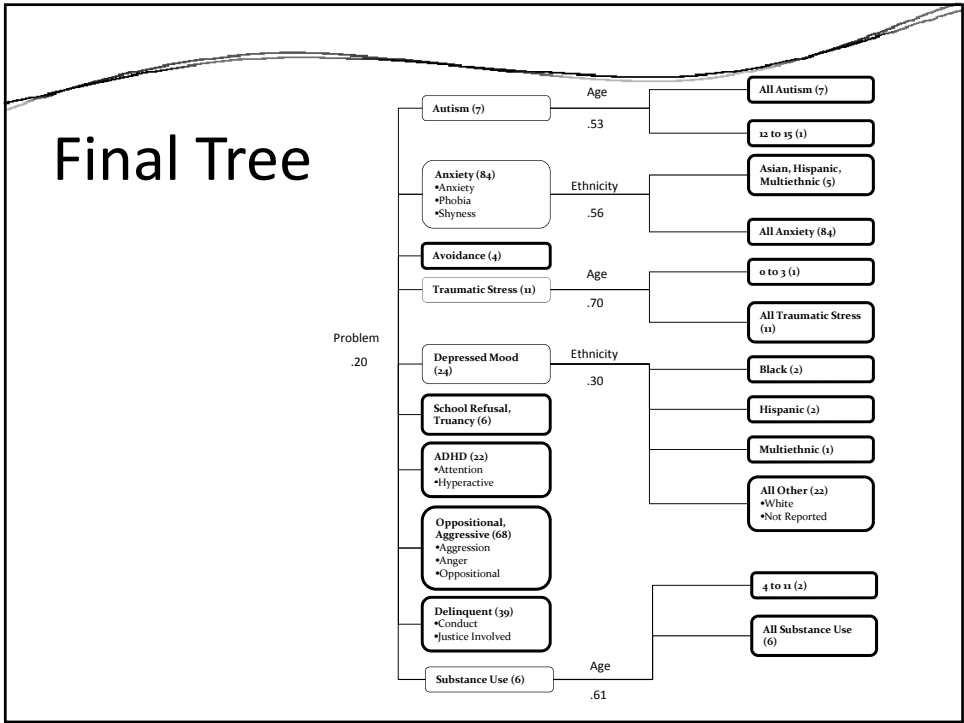 Final Tree
Problem
.20
Autism (7)
Age
.53
All Autism (7)
12 to 15 (1)
Anxiety (84)
•Anxiety
•Phobia
•Shyness
Ethnicity
.56
Asian, Hispanic,
Multiethnic (5)
All Anxiety (84)
Avoidance (4)
Traumatic Stress (11)
Age
.70
0 to 3 (1)
All Traumatic Stress
(11)
Depressed Mood
(24)
Ethnicity
.30
Black (2)
Hispanic (2)
Multiethnic (1)
All Other (22)
•White
•Not Reported
School Refusal,
Truancy (6)
ADHD (22)
•Attention
•Hyperactive
Oppositional,
Aggressive (68)
•Aggression
•Anger
•Oppositional
Delinquent (39)
•Conduct
•Justice Involved
Substance Use (6)
Age
.61
4 to 11 (2)
All Substance Use
(6)